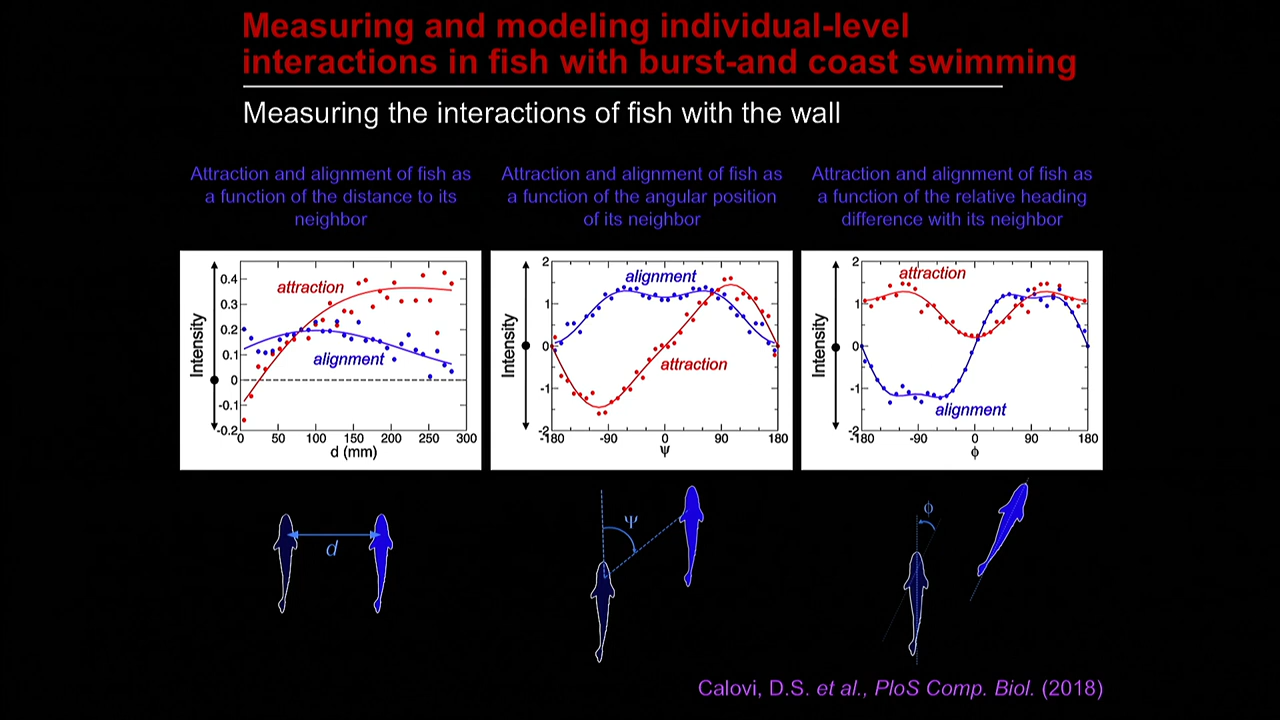 Measuring and modeling individual-level
interactions in fish with burst-and coast swimming
Measuring the interactions of fish with the wall
Attraction and alignment of fish as
a function of the distance to its
neighbor
Attraction and alignment of fish as
a function of the angular position
of its neighbor
Attraction and alignment of fish as
a function of the relative heading
difference with its neighbor
Intensity
0.4
0.3
0.2
0.1
0
-0.1
-0.2
attraction
alignment
0 50 100 150 200 250 300
d (mm)
Intensity
2
1
0
-1
-2
alignment
attraction
-180 -90 0 90 180
Ψ
Intensity
2
1
0
-1
-2
attraction
alignment
-180 -90 0 90 180
ϕ
d
Ψ
ϕ
Calovi, D.S. et al., PloS Comp. Biol. (2018)